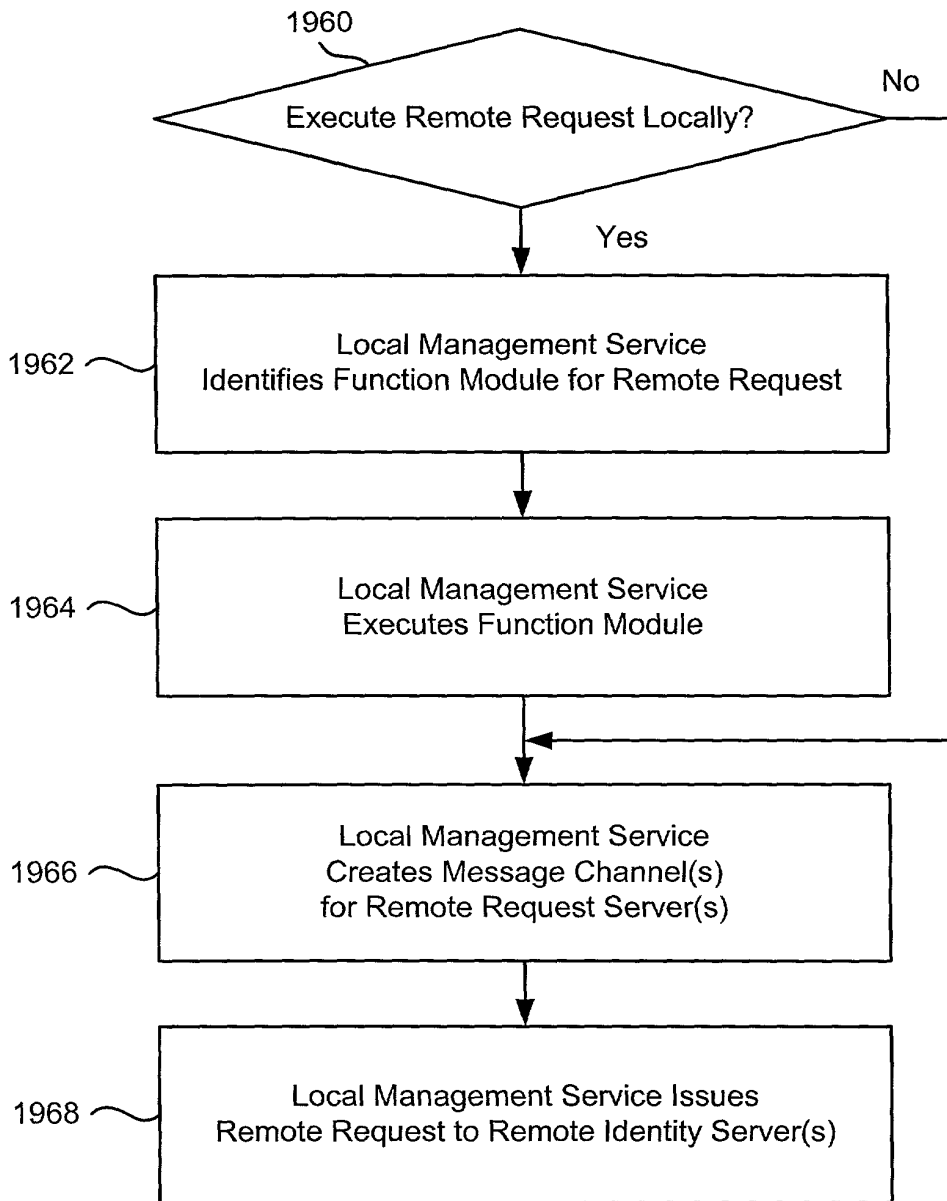 1960
No
Execute Remote Request Locally?
Yes
1962
Local Management Service
Identifies Function Module for Remote Request
1964
Local Management Service
Executes Function Module
1966
Local Management Service
Creates Message Channel(s)
for Remote Request Server(s)
1968
Local Management Service Issues
Remote Request to Remote Identity Server(s)